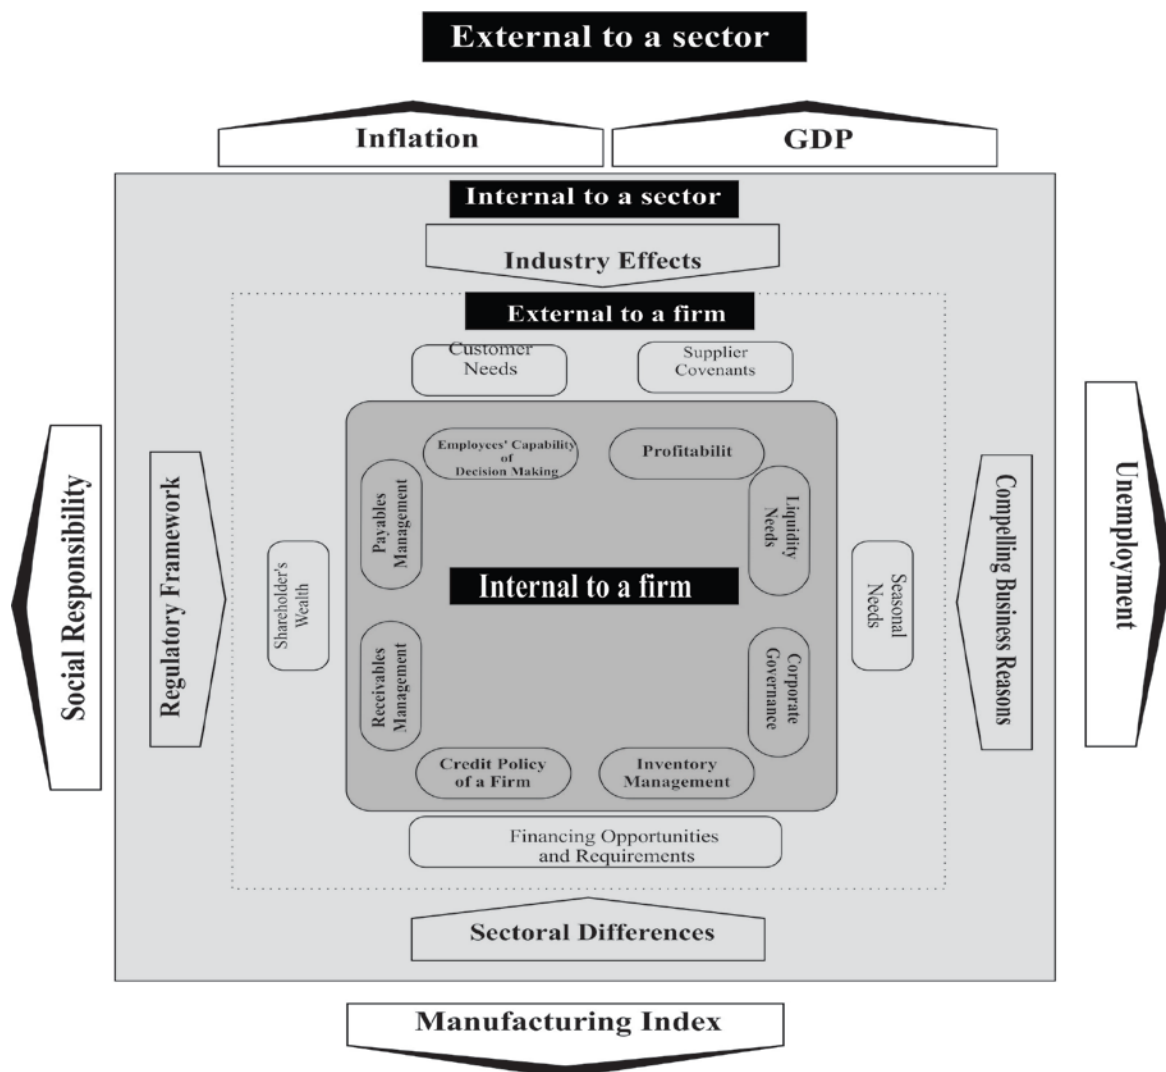 External to a sector
Inflation
GDP
Internal to a sector
Industry Effects
External to a firm
Customer
Needs
Supplier
Covenants
Employees' Capability
of
Decision Making
Profitabilit
Payables
Management
Liquidity
Needs
Social Responsibility
Regulatory Framework
Shareholder's
Wealth
Internal to a firm
Seasonal
Needs
Compelling Business Reasons
Unemployment
Receivables
Management
Corporate
Governance
Credit Policy
of a Firm
Inventory
Management
Financing Opportunities
and Requirements
Sectoral Differences
Manufacturing Index